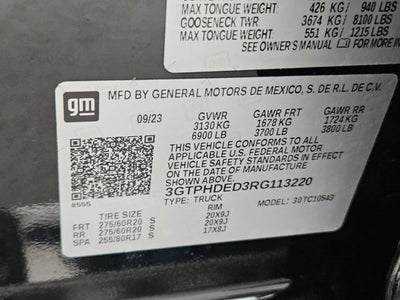 MAX TONGUE WT. 426 KG/ 940 LBS
GOOSENECK TWR: 3674 KG/ 8100 LBS
MAX TONGUE WT. 551 KG/ 1215 LBS
SEE OWNER'S MANUAL FOR MORE INFO
gm
MFD BY GENERAL MOTORS DE MEXICO, S. DE R.L. DE C.V.
09/23 GVWR GAWR FRT GAWR RR
3130 KG 1678 KG 1724 KG
6900 LB 3700 LB 3800 LB
THIS VEHICLE CONFORMS TO ALL
APPLICABLE U.S. FEDERAL MOTOR
VEHICLE SAFETY STANDARDS IN EFFECT ON
THE DATE OF MANUFACTURE SHOWN ABOVE.
3GTPHDED3RG113220
8555 TYPE: TRUCK MODEL: 30TC10543
TIRE SIZE RIM
FRT 275/60R20 S 20X9J
RR 275/60R20 S 20X9J
SPA 255/80R17 S 17X8J